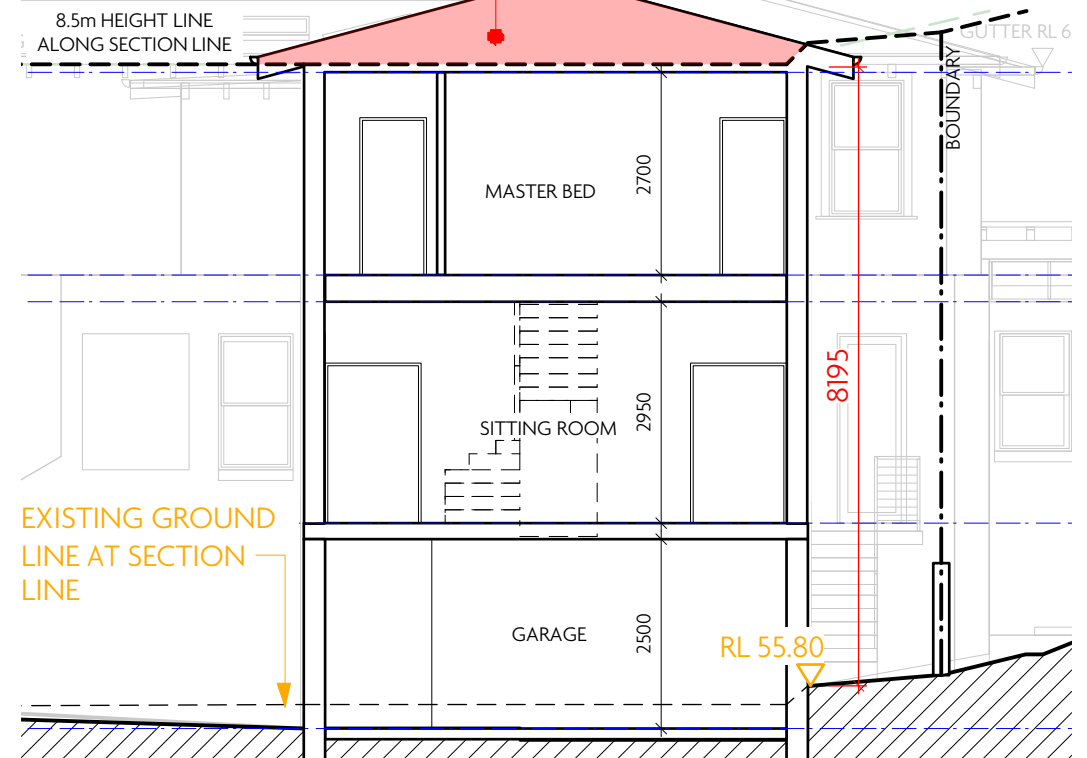 8.5m HEIGHT LINE
ALONG SECTION LINE
GUTTER RL 6
BOUNDARY
MASTER BED
2700
8195
2950
SITTING ROOM
EXISTING GROUND
LINE AT SECTION
LINE
GARAGE
2500
RL 55.80